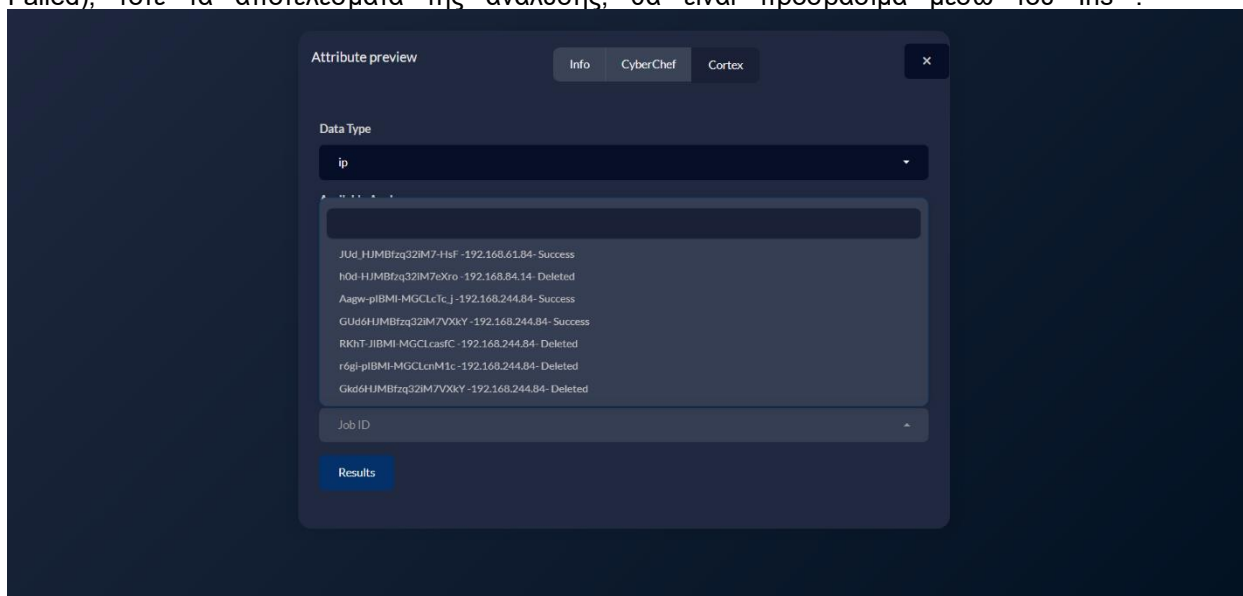 Failed), τότε τα αποτελέσματα της ανάλυσης, θα είναι προσβάσιμα μέσω του
Attribute preview
Info CyberChef Cortex ×
Data Type
ip
JUd_HJMBfzq32iM7-HsF -192.168.61.84- Success
h0d-HJMBfzq32iM7eXro -192.168.84.14- Deleted
Aagw-pIBMI-MGCLcTc_j -192.168.244.84- Success
GUd6HJMBfzq32iM7VXkY -192.168.244.84- Success
RKhT-JIBMI-MGCLcasfC -192.168.244.84- Deleted
r6gi-pIBMI-MGCLcnM1c -192.168.244.84- Deleted
Gkd6HJMBfzq32iM7VXkY -192.168.244.84- Deleted
Job ID
Results